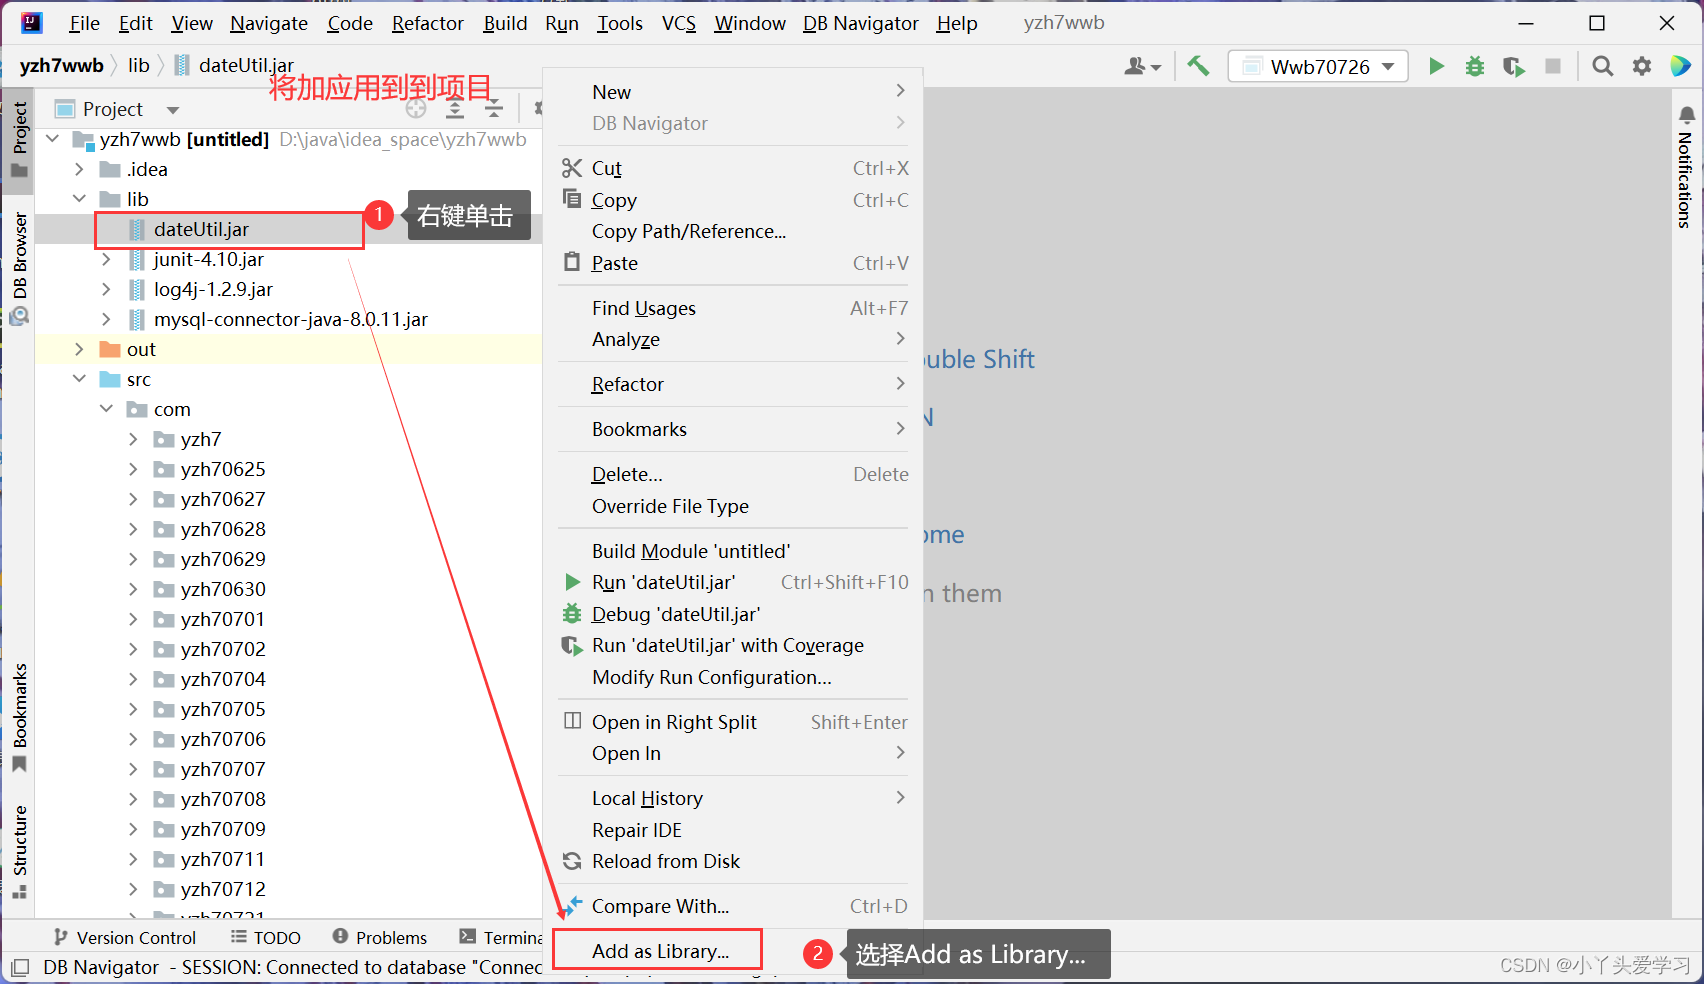 File Edit View Navigate Code Refactor Build Run Tools VCS Window DB Navigator Help yzh7wwb
yzh7wwb lib dateUtil.jar
Wwb70726
将加应用到到项目
Project
Project
DB Browser
Bookmarks
Structure
yzh7wwb [untitled] D:\java\idea_space\yzh7wwb
.idea
lib
dateUtil.jar
1 右键单击
junit-4.10.jar
log4j-1.2.9.jar
mysql-connector-java-8.0.11.jar
out
src
com
yzh7
yzh70625
yzh70627
yzh70628
yzh70629
yzh70630
yzh70701
yzh70702
yzh70704
yzh70705
yzh70706
yzh70707
yzh70708
yzh70709
yzh70711
yzh70712
New
DB Navigator
Cut Ctrl+X
Copy Ctrl+C
Copy Path/Reference...
Paste Ctrl+V
Find Usages Alt+F7
Analyze
Refactor
Bookmarks
Delete... Delete
Override File Type
Build Module 'untitled'
Run 'dateUtil.jar' Ctrl+Shift+F10
Debug 'dateUtil.jar'
Run 'dateUtil.jar' with Coverage
Modify Run Configuration...
Open in Right Split Shift+Enter
Open In
Local History
Repair IDE
Reload from Disk
Compare With... Ctrl+D
Add as Library...
2 选择Add as Library...
uble Shift
N
ome
n them
Notifications
Version Control TODO Problems Termina
DB Navigator - SESSION: Connected to database "Connec
CSDN @小丫头爱学习